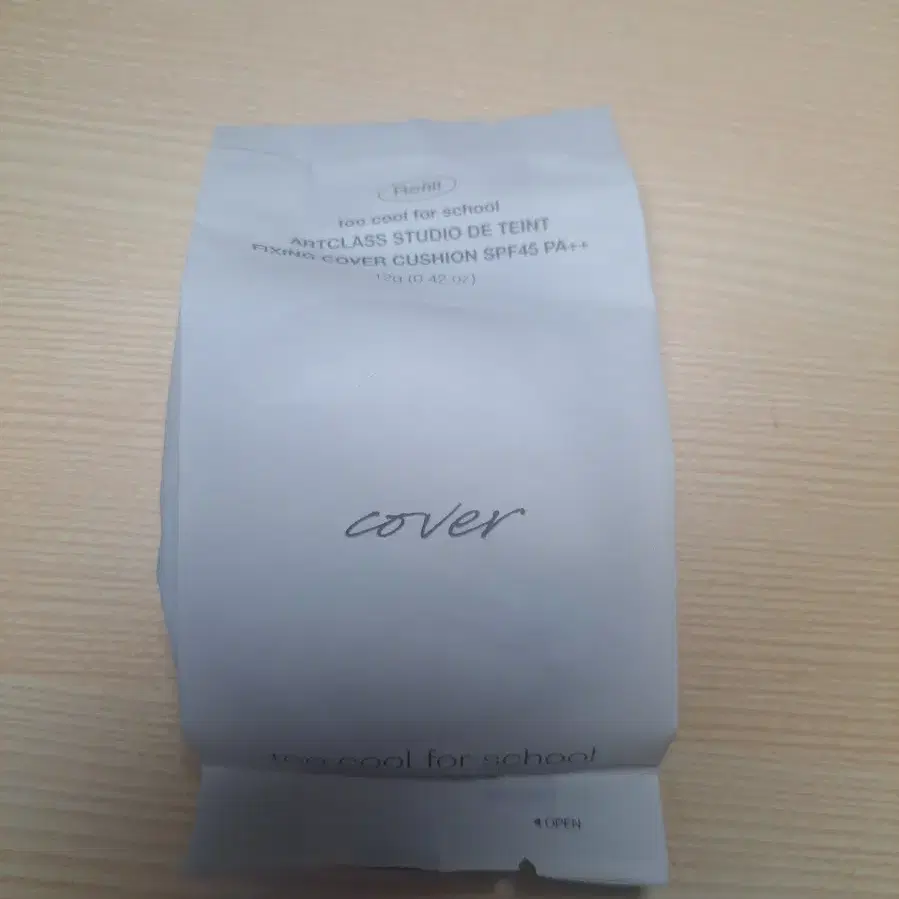 Refill
too cool for school
ARTCLASS STUDIO DE TEINT
FIXING COVER CUSHION SPF45 PA++
12g (0.42 oz)
cover
too cool for school
◀ OPEN